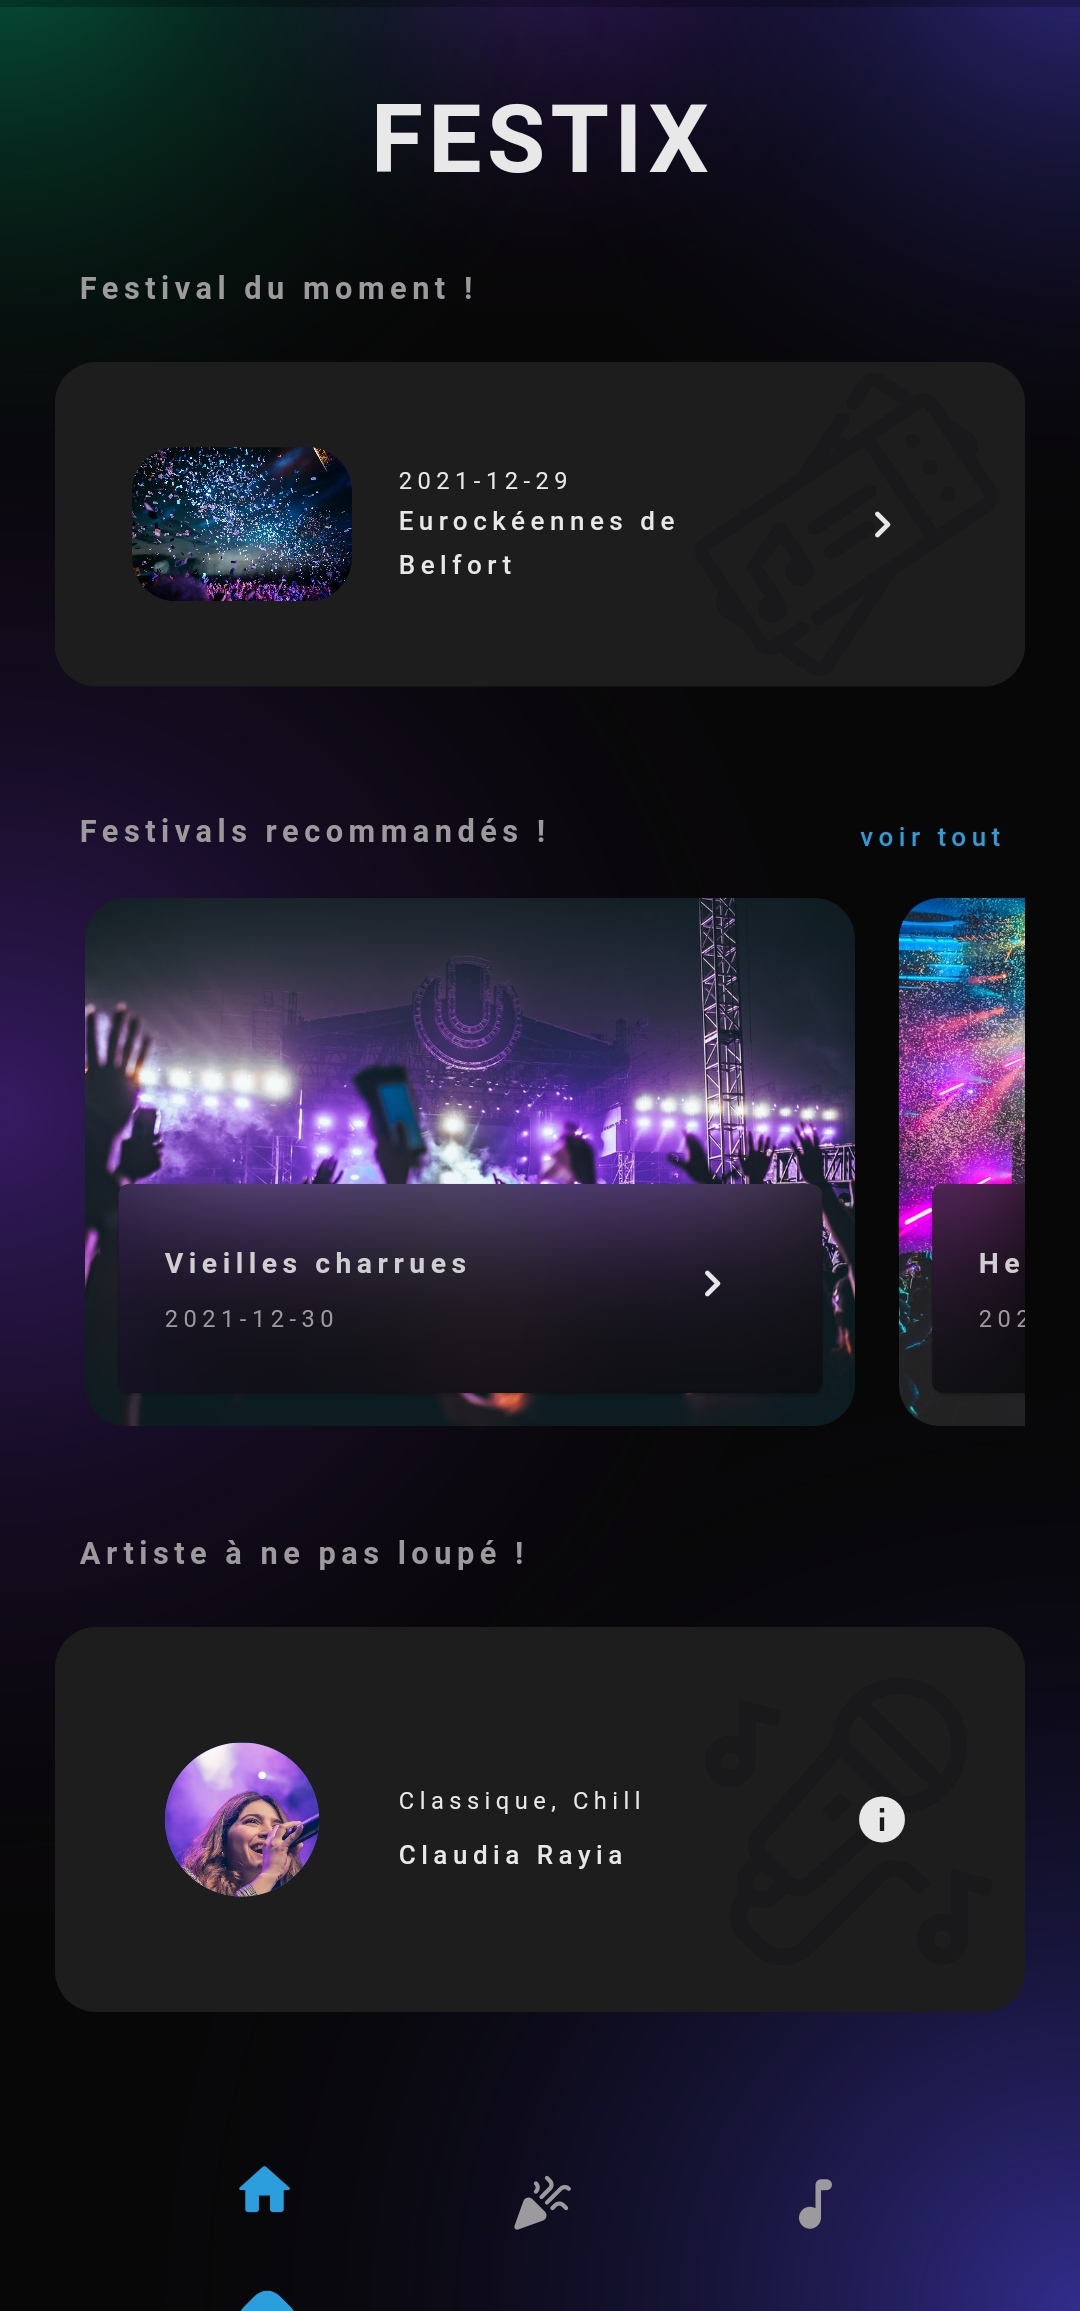 FESTIX
Festival du moment !
2021-12-29
Eurockéennes de
Belfort
Festivals recommandés !
voir tout
Vieilles charrues
2021-12-30
He
202
Artiste à ne pas loupé !
Classique, Chill
Claudia Rayia